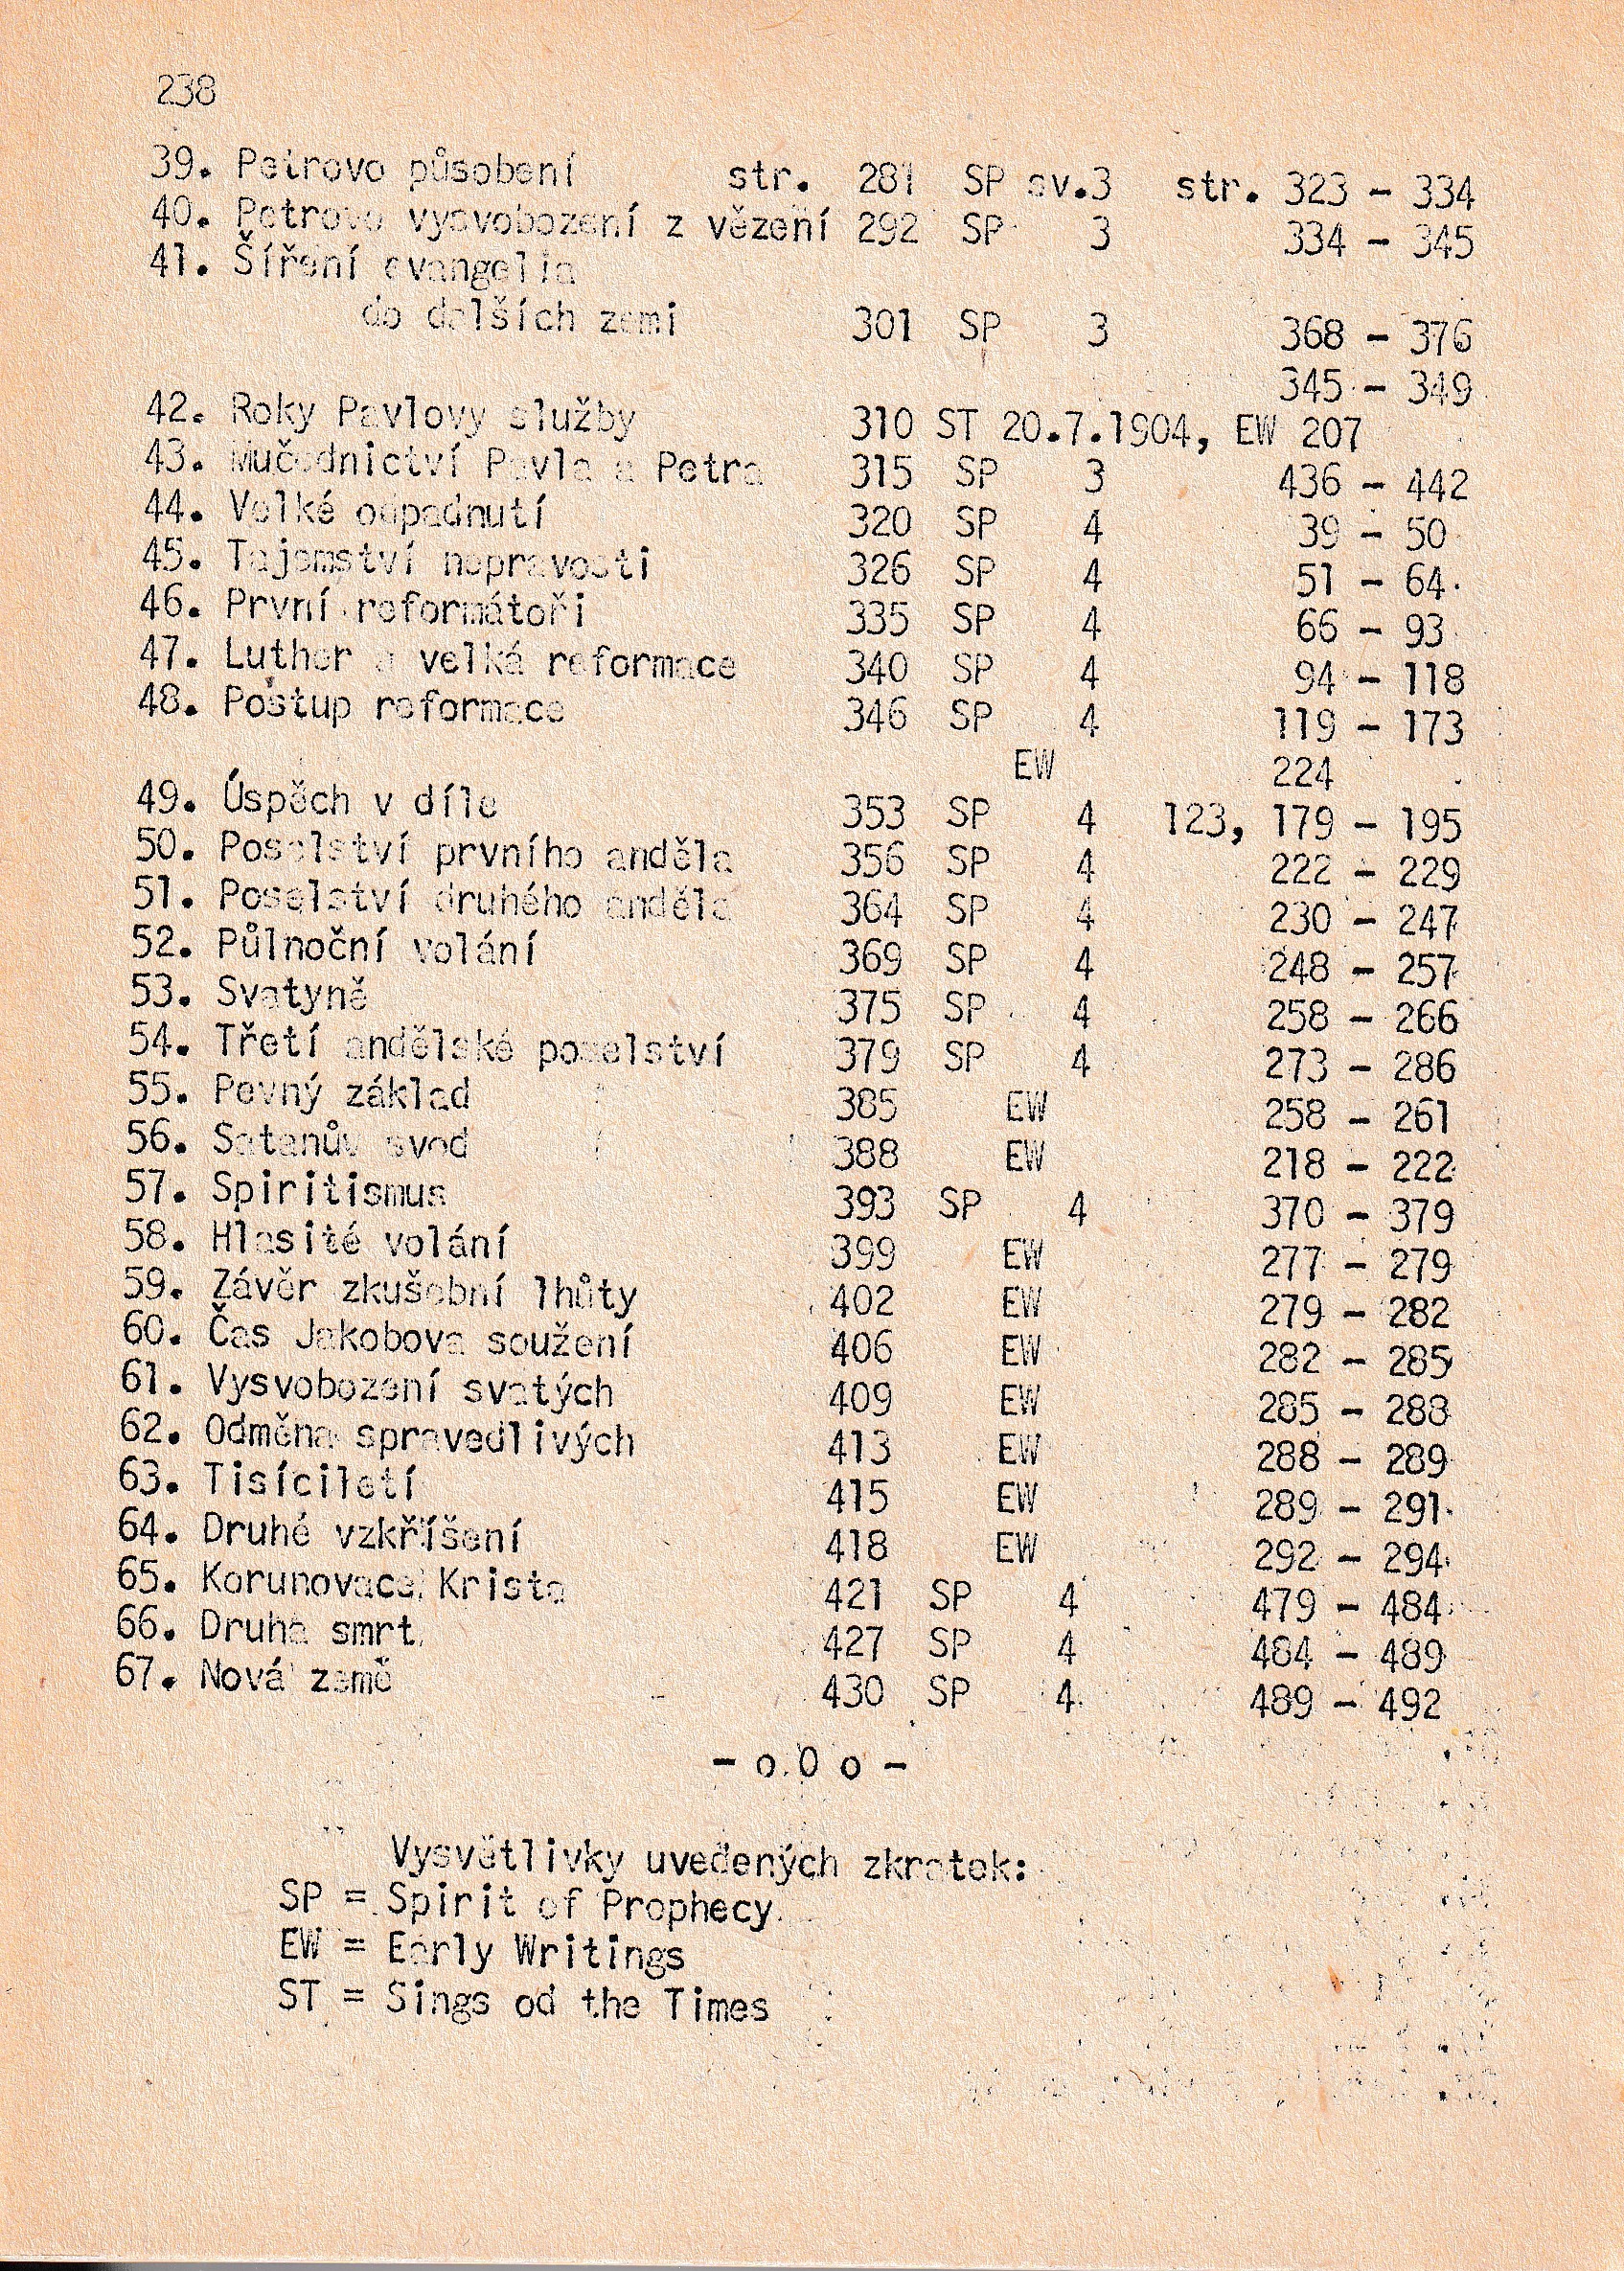 238
39. Petrovo působení str. 281 SP sv.3 str. 323 - 334
40. Petrovo vysvobození z vězení 292 SP 3 334 - 345
41. Šíření evangelia
do dalších zemí 301 SP 3 368 - 376
345 - 349
42. Roky Pavlovy služby 310 ST 20.7.1904, EW 207
43. Mučednictví Pavla a Petra 315 SP 3 436 - 442
44. Velké odpadnutí 320 SP 4 39 - 50
45. Tajemství nepravosti 326 SP 4 51 - 64
46. První reformátoři 335 SP 4 66 - 93
47. Luther a velká reformace 340 SP 4 94 - 118
48. Postup reformace 346 SP 4 119 - 173
EW 224
49. Úspěch v díle 353 SP 4 123, 179 - 195
50. Poselství prvního anděla 356 SP 4 222 - 229
51. Poselství druhého anděla 364 SP 4 230 - 247
52. Půlnoční volání 369 SP 4 248 - 257
53. Svatyně 375 SP 4 258 - 266
54. Třetí andělské poselství 379 SP 4 273 - 286
55. Pevný základ 385 EW 258 - 261
56. Satanův svod 388 EW 218 - 222
57. Spiritismus 393 SP 4 370 - 379
58. Hlasité volání 399 EW 277 - 279
59. Závěr zkušební lhůty 402 EW 279 - 282
60. Čas Jakobova soužení 406 EW 282 - 285
61. Vysvobození svatých 409 EW 285 - 288
62. Odměna spravedlivých 413 EW 288 - 289
63. Tisíciletí 415 EW 289 - 291
64. Druhé vzkříšení 418 EW 292 - 294
65. Korunovace Krista 421 SP 4 479 - 484
66. Druhá smrt 427 SP 4 484 - 489
67. Nová země 430 SP 4 489 - 492
- o.O o -
Vysvětlivky uvedených zkratek:
SP = Spirit of Prophecy
EW = Early Writings
ST = Sings od the Times